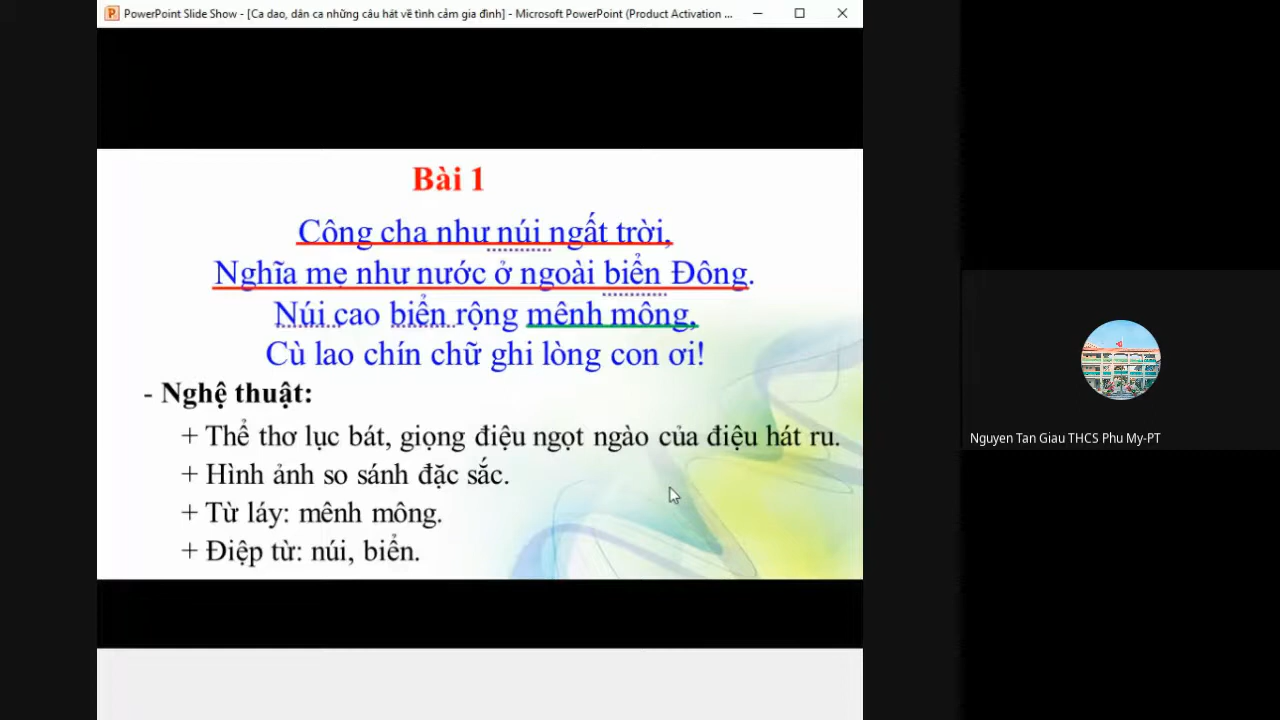 PowerPoint Slide Show - [Ca dao, dân ca những câu hát về tình cảm gia đình] - Microsoft PowerPoint (Product Activation ...
Bài 1
Công cha như núi ngất trời,
Nghĩa mẹ như nước ở ngoài biển Đông.
Núi cao biển rộng mênh mông,
Cù lao chín chữ ghi lòng con ơi!
- Nghệ thuật:
+ Thể thơ lục bát, giọng điệu ngọt ngào của điệu hát ru.
+ Hình ảnh so sánh đặc sắc.
+ Từ láy: mênh mông.
+ Điệp từ: núi, biển.
Nguyen Tan Giau THCS Phu My-PT